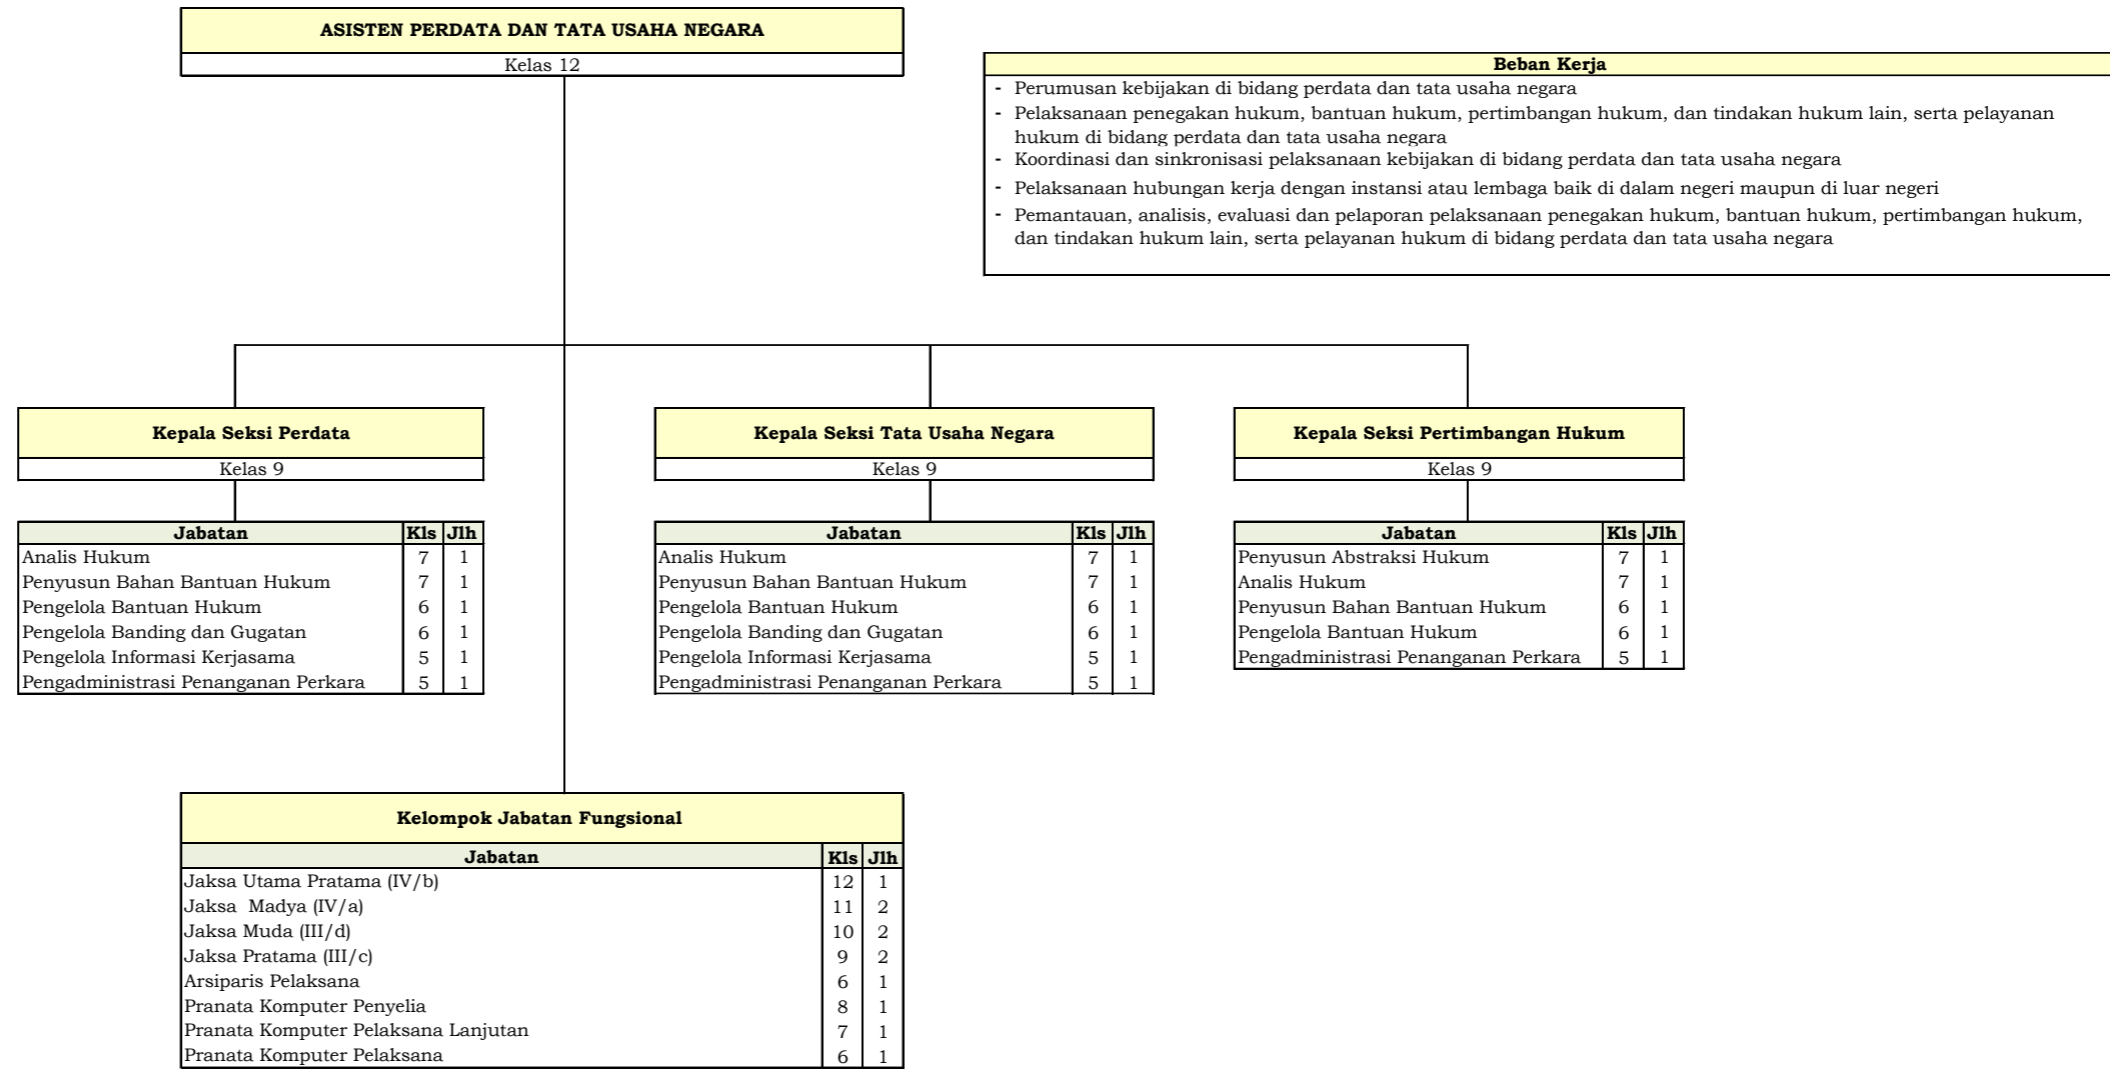 ASISTEN PERDATA DAN TATA USAHA NEGARA
Kelas 12
Beban Kerja
- Perumusan kebijakan di bidang perdata dan tata usaha negara
- Pelaksanaan penegakan hukum, bantuan hukum, pertimbangan hukum, dan tindakan hukum lain, serta pelayanan
hukum di bidang perdata dan tata usaha negara
- Koordinasi dan sinkronisasi pelaksanaan kebijakan di bidang perdata dan tata usaha negara
- Pelaksanaan hubungan kerja dengan instansi atau lembaga baik di dalam negeri maupun di luar negeri
- Pemantauan, analisis, evaluasi dan pelaporan pelaksanaan penegakan hukum, bantuan hukum, pertimbangan hukum,
dan tindakan hukum lain, serta pelayanan hukum di bidang perdata dan tata usaha negara
Kepala Seksi Perdata
Kelas 9
Jabatan Kls Jlh
Analis Hukum 7 1
Penyusun Bahan Bantuan Hukum 7 1
Pengelola Bantuan Hukum 6 1
Pengelola Banding dan Gugatan 6 1
Pengelola Informasi Kerjasama 5 1
Pengadministrasi Penanganan Perkara 5 1
Kepala Seksi Tata Usaha Negara
Kelas 9
Jabatan Kls Jlh
Analis Hukum 7 1
Penyusun Bahan Bantuan Hukum 7 1
Pengelola Bantuan Hukum 6 1
Pengelola Banding dan Gugatan 6 1
Pengelola Informasi Kerjasama 5 1
Pengadministrasi Penanganan Perkara 5 1
Kepala Seksi Pertimbangan Hukum
Kelas 9
Jabatan Kls Jlh
Penyusun Abstraksi Hukum 7 1
Analis Hukum 7 1
Penyusun Bahan Bantuan Hukum 6 1
Pengelola Bantuan Hukum 6 1
Pengadministrasi Penanganan Perkara 5 1
Kelompok Jabatan Fungsional
Jabatan Kls Jlh
Jaksa Utama Pratama (IV/b) 12 1
Jaksa  Madya (IV/a) 11 2
Jaksa Muda (III/d) 10 2
Jaksa Pratama (III/c) 9 2
Arsiparis Pelaksana 6 1
Pranata Komputer Penyelia 8 1
Pranata Komputer Pelaksana Lanjutan 7 1
Pranata Komputer Pelaksana 6 1